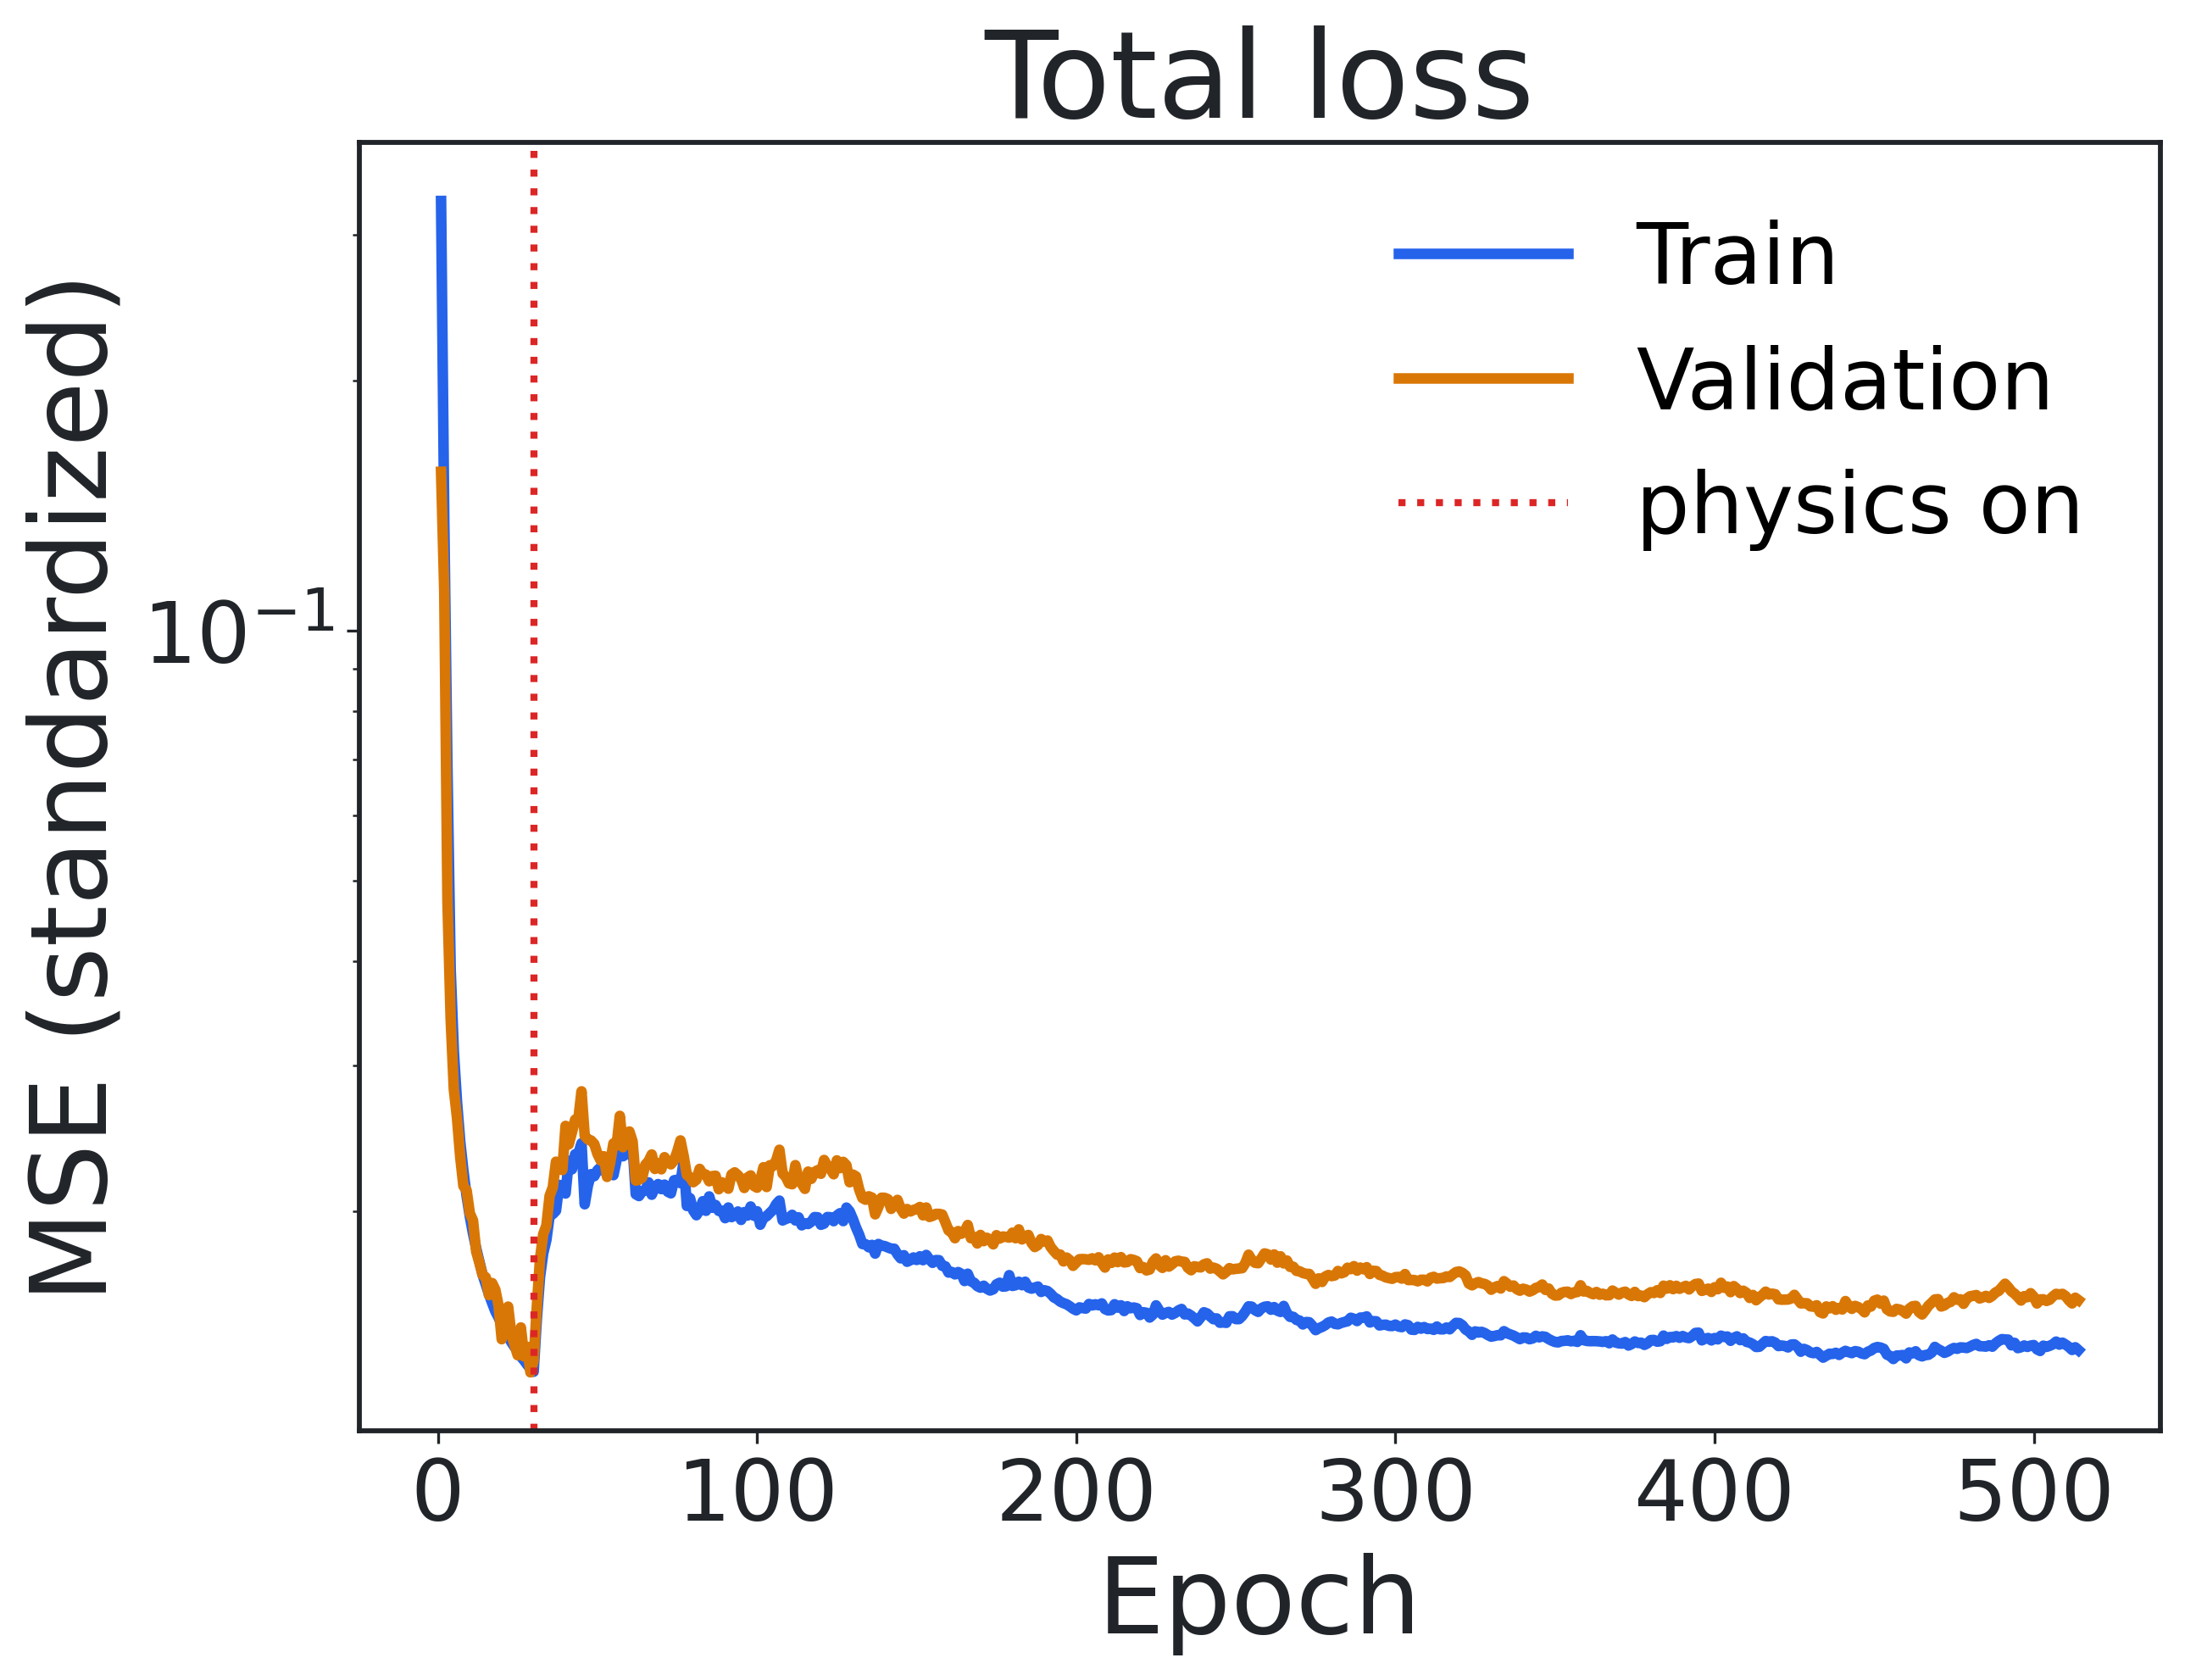 Total loss
MSE (standardized)
10⁻¹
Train
Validation
physics on
0 100 200 300 400 500
Epoch